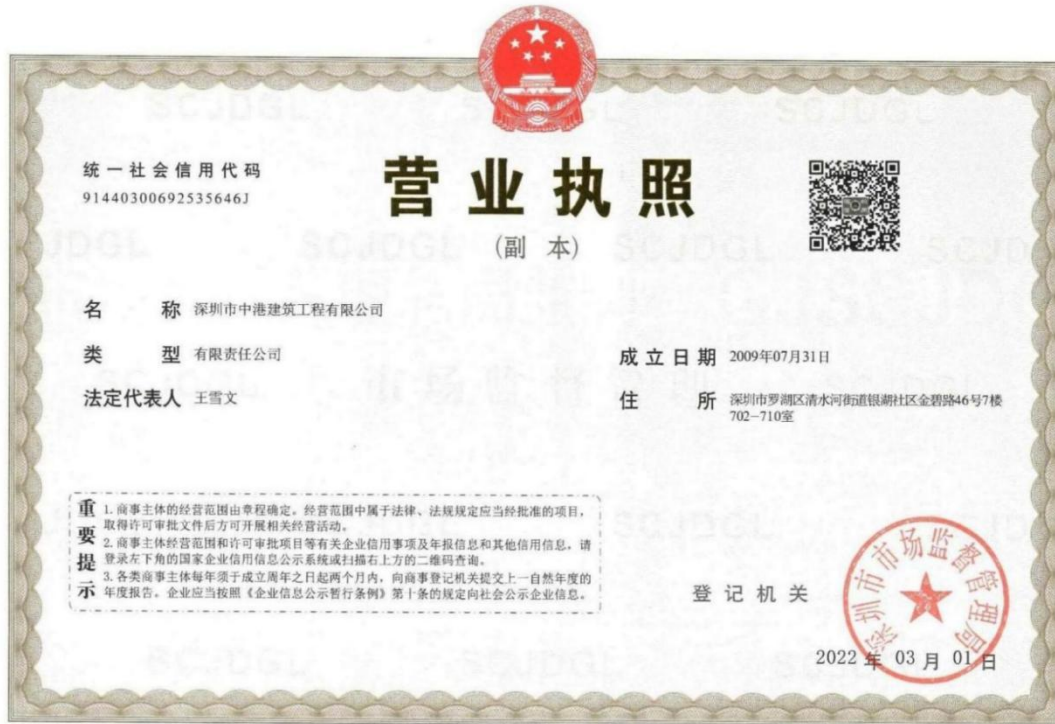 统一社会信用代码
91440300692535646J
营业执照
(副 本)
名 称 深圳市中港建筑工程有限公司
类 型 有限责任公司
法定代表人 王雪文
成立日期 2009年07月31日
住 所 深圳市罗湖区清水河街道银湖社区金碧路46号7楼
702-710室
重要提示
1. 商事主体的经营范围由章程确定。经营范围中属于法律、法规规定应当经批准的项目,
取得许可审批文件后方可开展相关经营活动。
2. 商事主体经营范围和许可审批项目等有关企业信用事项及年报信息和其他信用信息,请
登录左下角的国家企业信用信息公示系统或扫描右上方的二维码查询。
3. 各类商事主体每年须于成立周年之日起两个月内,向商事登记机关提交上一自然年度的
年度报告。企业应当按照《企业信息公示暂行条例》第十条的规定向社会公示企业信息。
登记机关
深圳市市场监督管理局
2022 年 03 月 01 日
SCJDGL